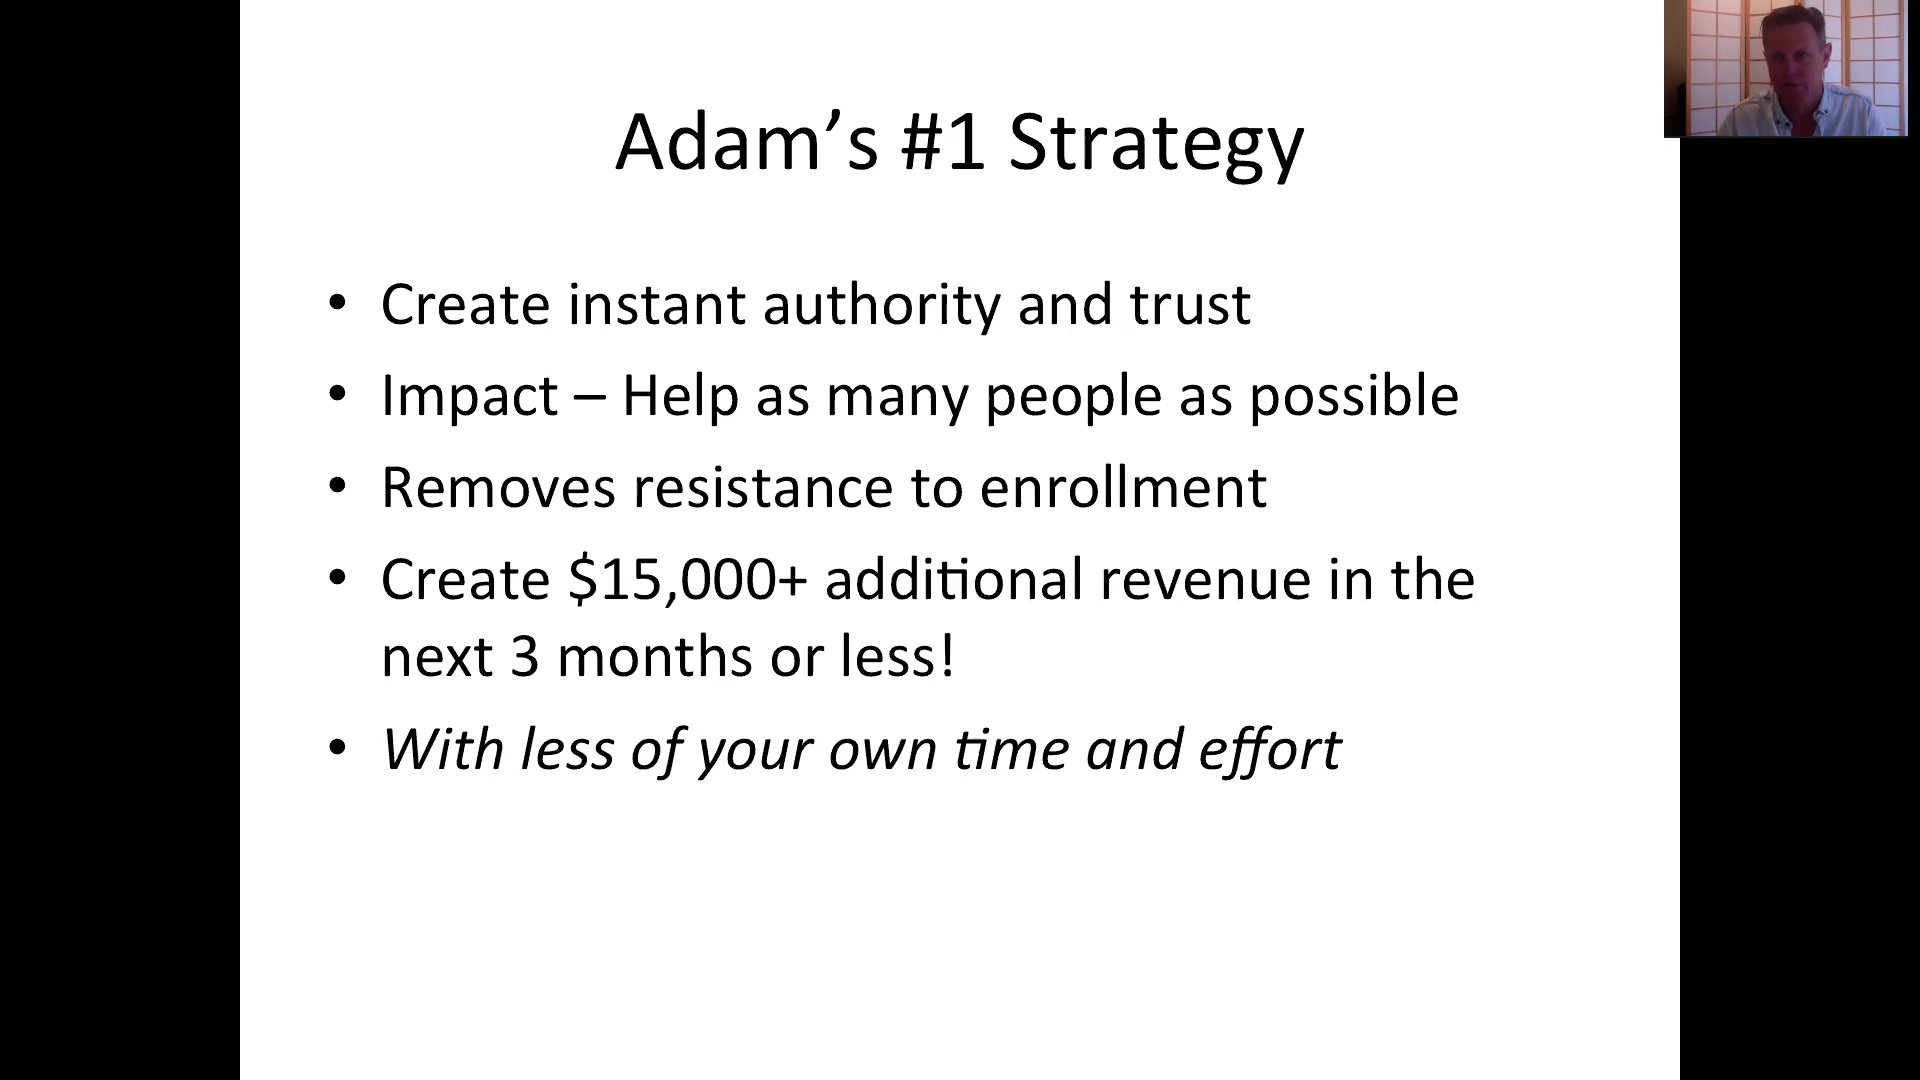 Adam’s #1 Strategy
• Create instant authority and trust
• Impact – Help as many people as possible
• Removes resistance to enrollment
• Create $15,000+ additional revenue in the
next 3 months or less!
• With less of your own time and effort